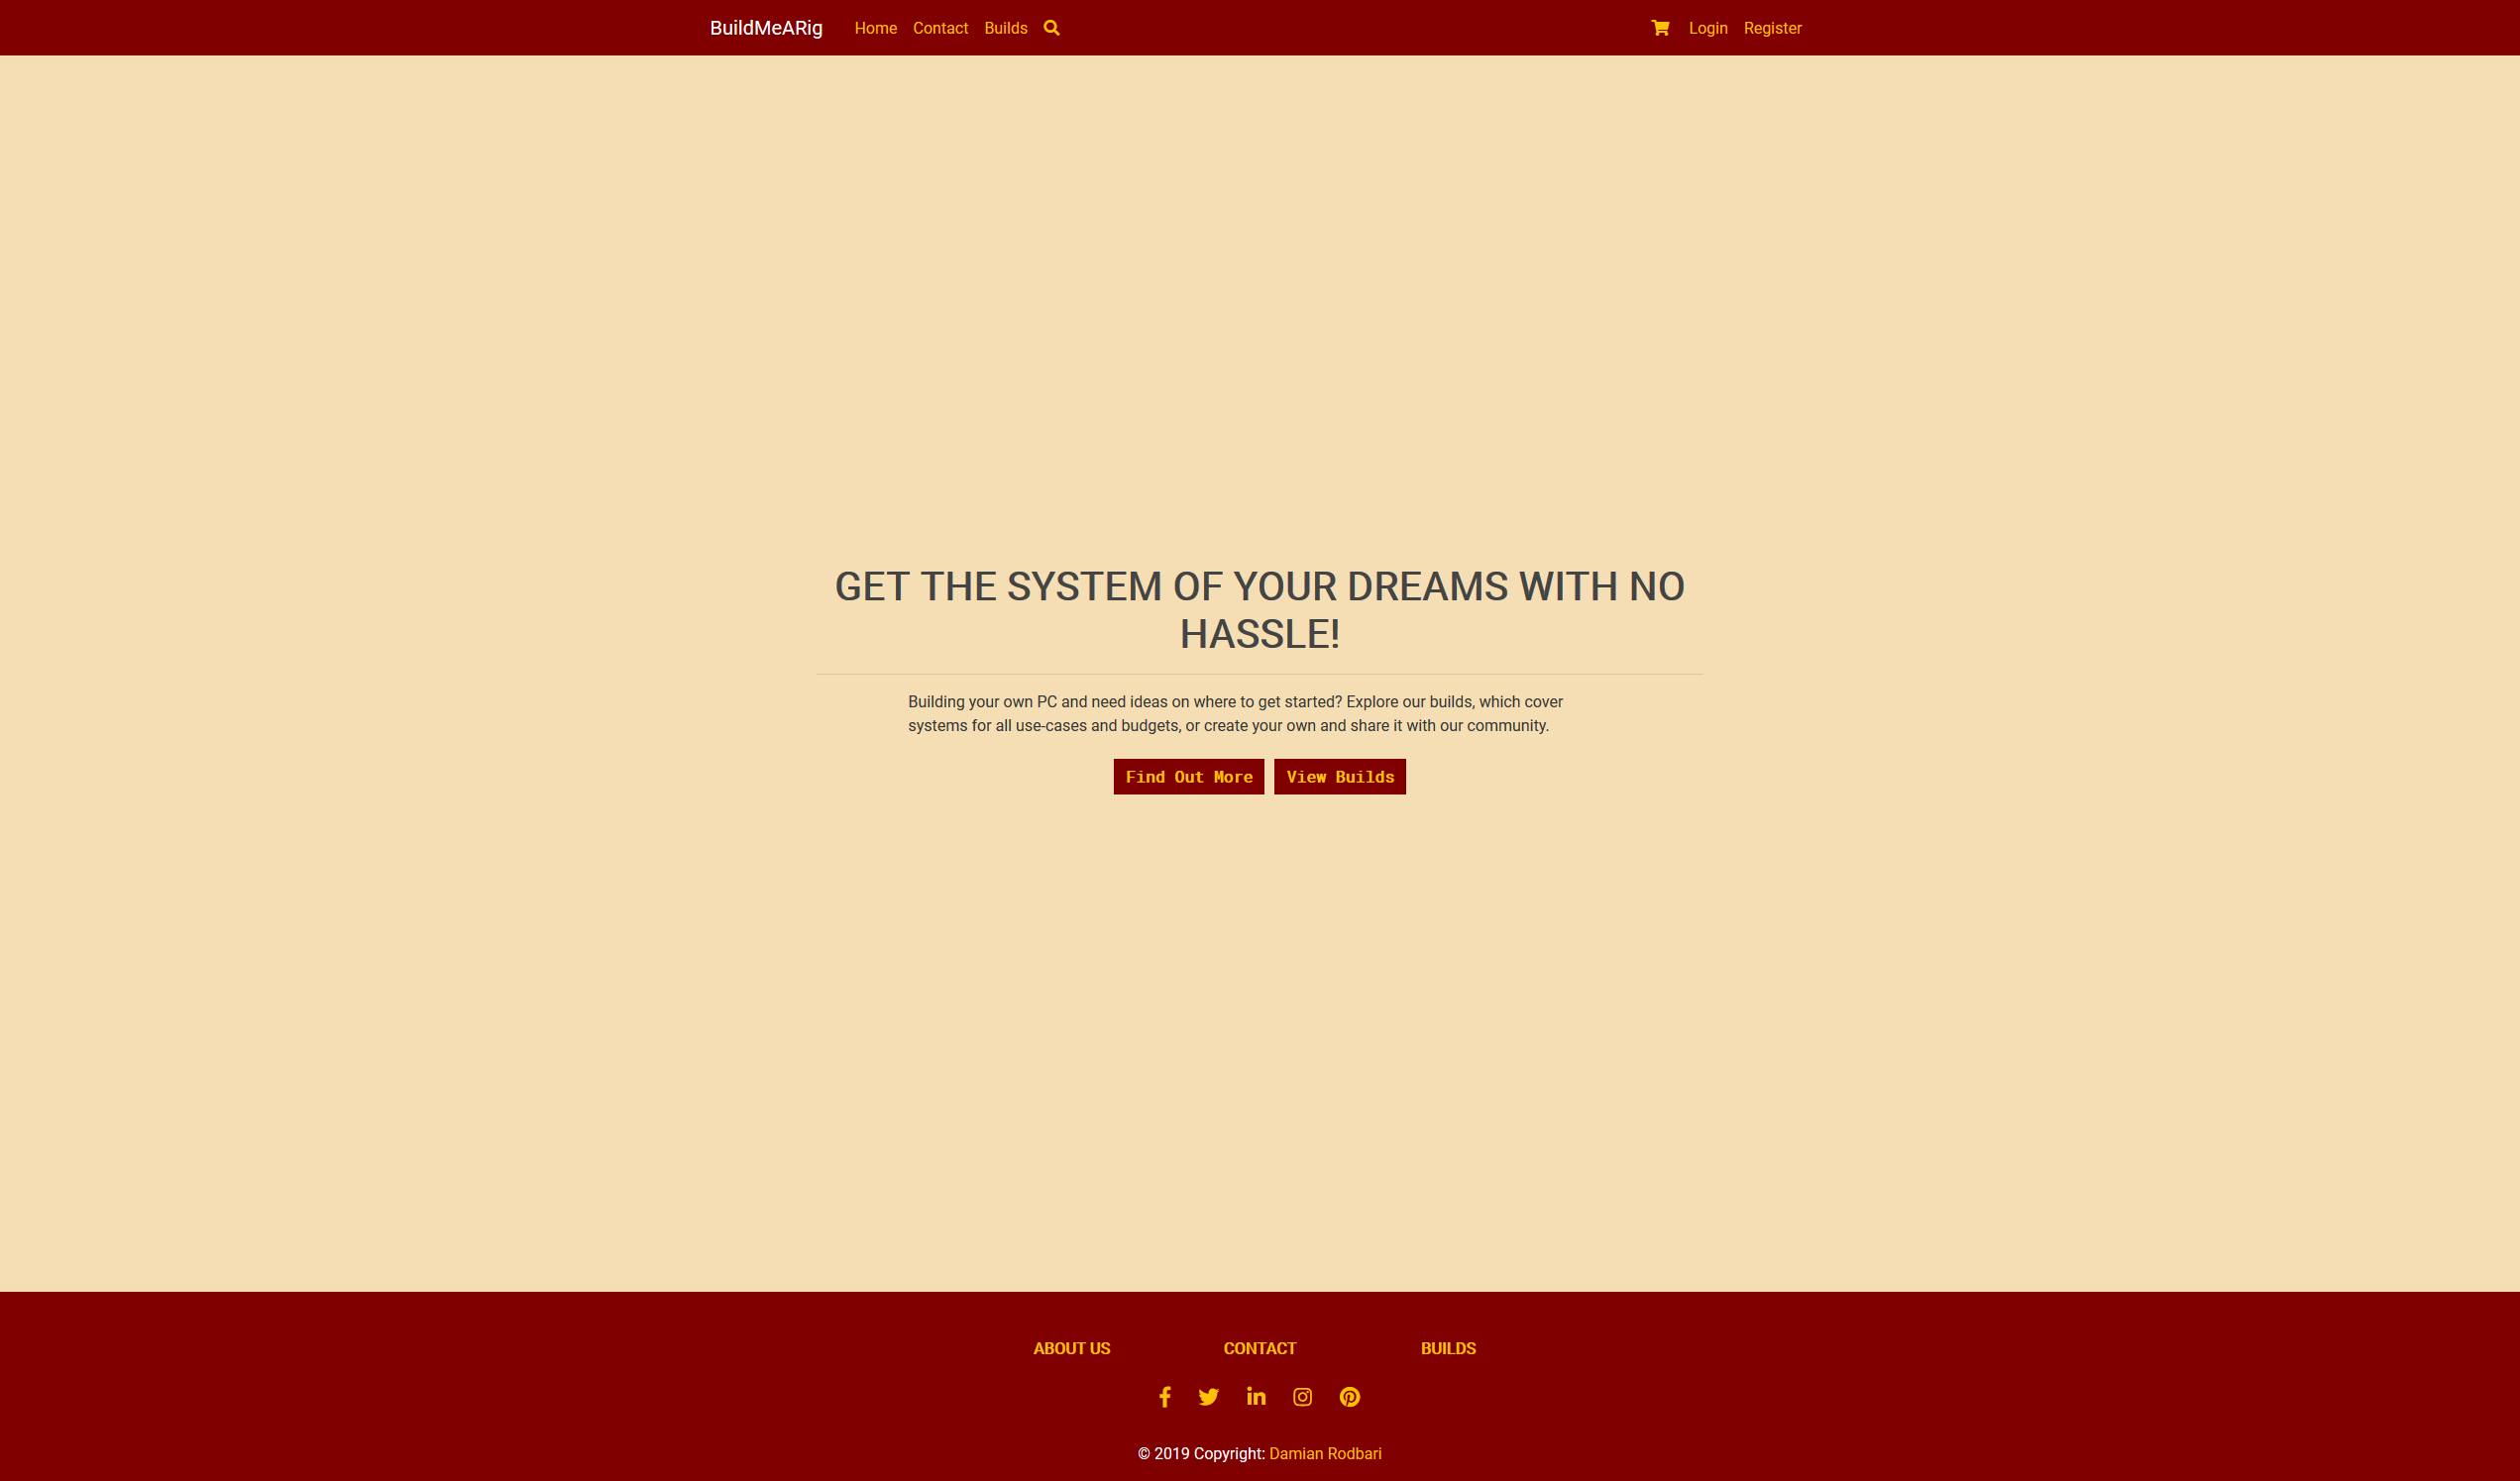 BuildMeARig Home Contact Builds Login Register
GET THE SYSTEM OF YOUR DREAMS WITH NO
HASSLE!
Building your own PC and need ideas on where to get started? Explore our builds, which cover
systems for all use-cases and budgets, or create your own and share it with our community.
Find Out More View Builds
ABOUT US CONTACT BUILDS
© 2019 Copyright: Damian Rodbari